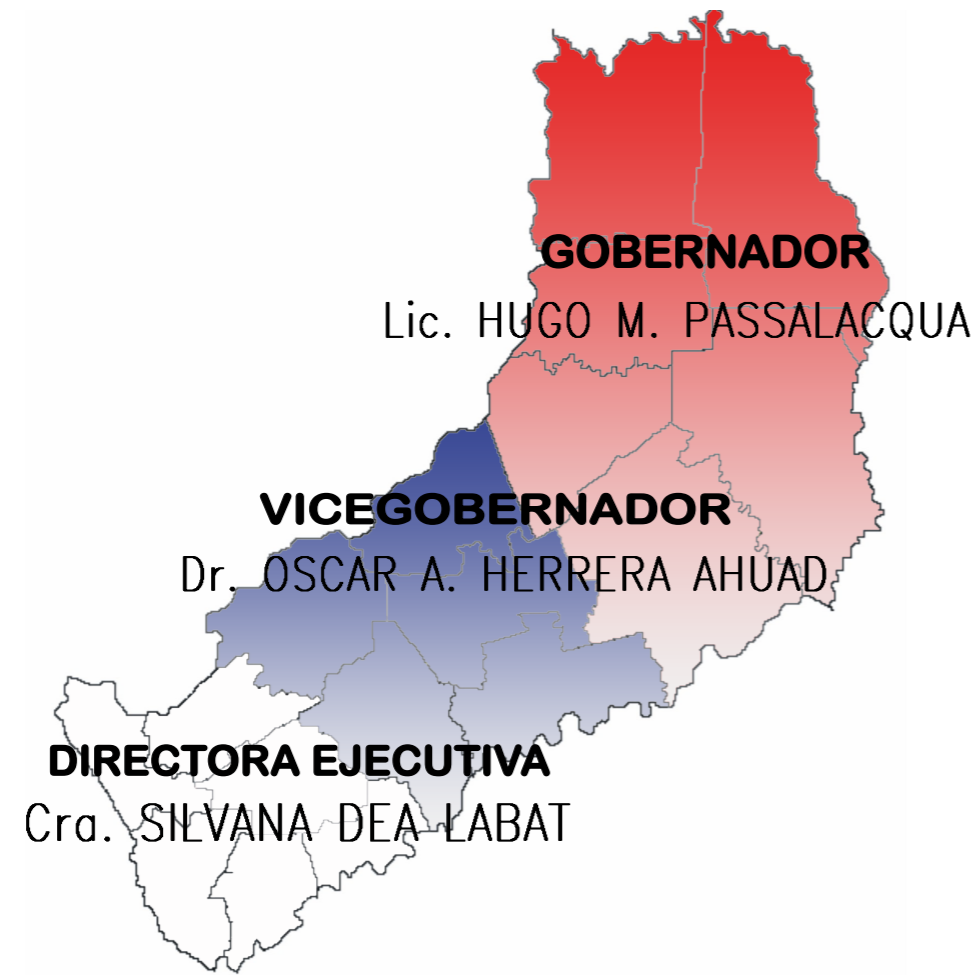 GOBERNADOR
Lic. HUGO M. PASSALACQUA
VICEGOBERNADOR
Dr. OSCAR A. HERRERA AHUAD
DIRECTORA EJECUTIVA
Cra. SILVANA DEA LABAT